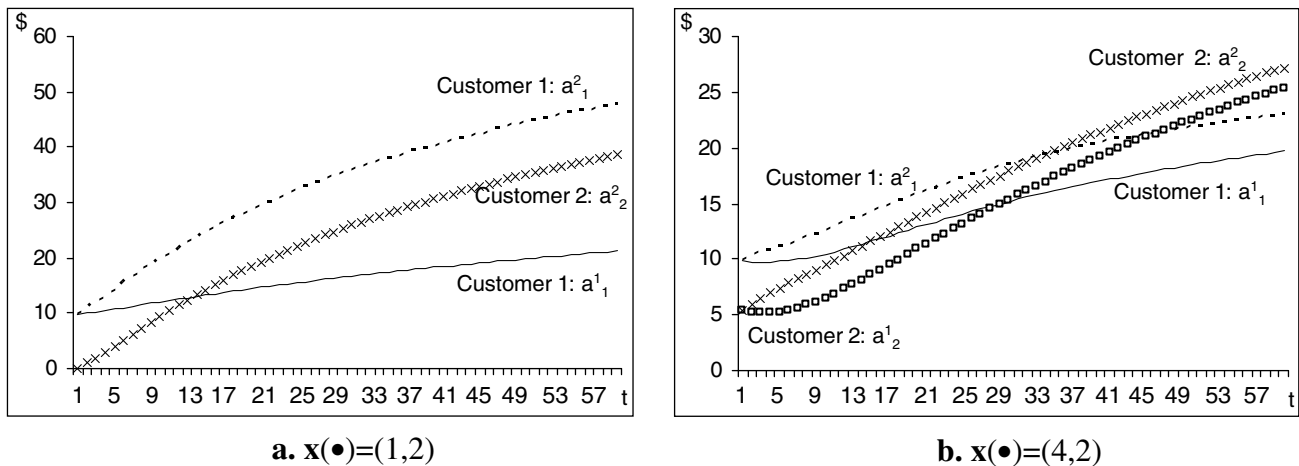 $
60
50
40
30
20
10
0
Customer 1: a²₁
Customer 2: a²₂
Customer 1: a¹₁
1 5 9 13 17 21 25 29 33 37 41 45 49 53 57 t
a. x(•)=(1,2)
$
30
25
20
15
10
5
0
Customer 2: a²₂
Customer 1: a²₁
Customer 1: a¹₁
Customer 2: a¹₂
1 5 9 13 17 21 25 29 33 37 41 45 49 53 57 t
b. x(•)=(4,2)